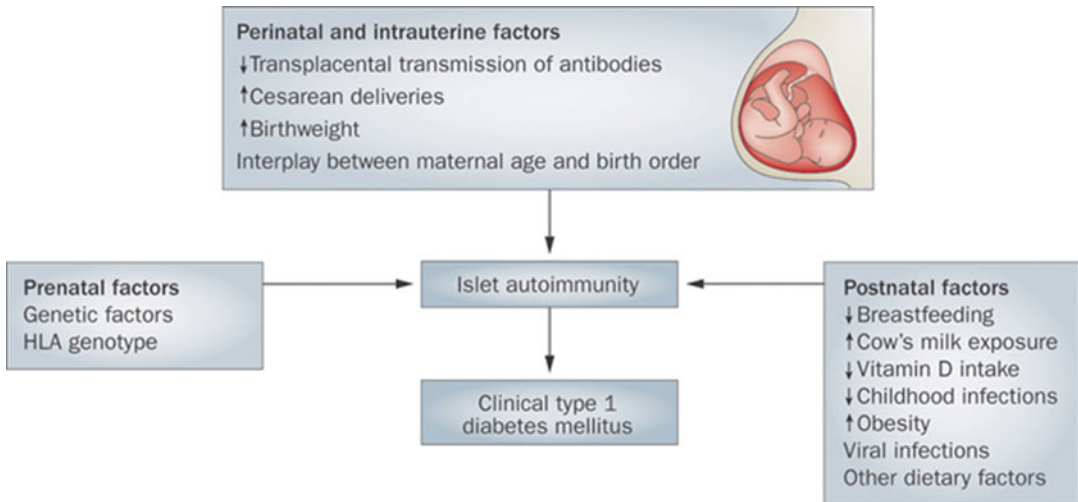 Perinatal and intrauterine factors
↓Transplacental transmission of antibodies
↑Cesarean deliveries
↑Birthweight
Interplay between maternal age and birth order
Prenatal factors
Genetic factors
HLA genotype
Islet autoimmunity
Clinical type 1
diabetes mellitus
Postnatal factors
↓Breastfeeding
↑Cow's milk exposure
↓Vitamin D intake
↓Childhood infections
↑Obesity
Viral infections
Other dietary factors